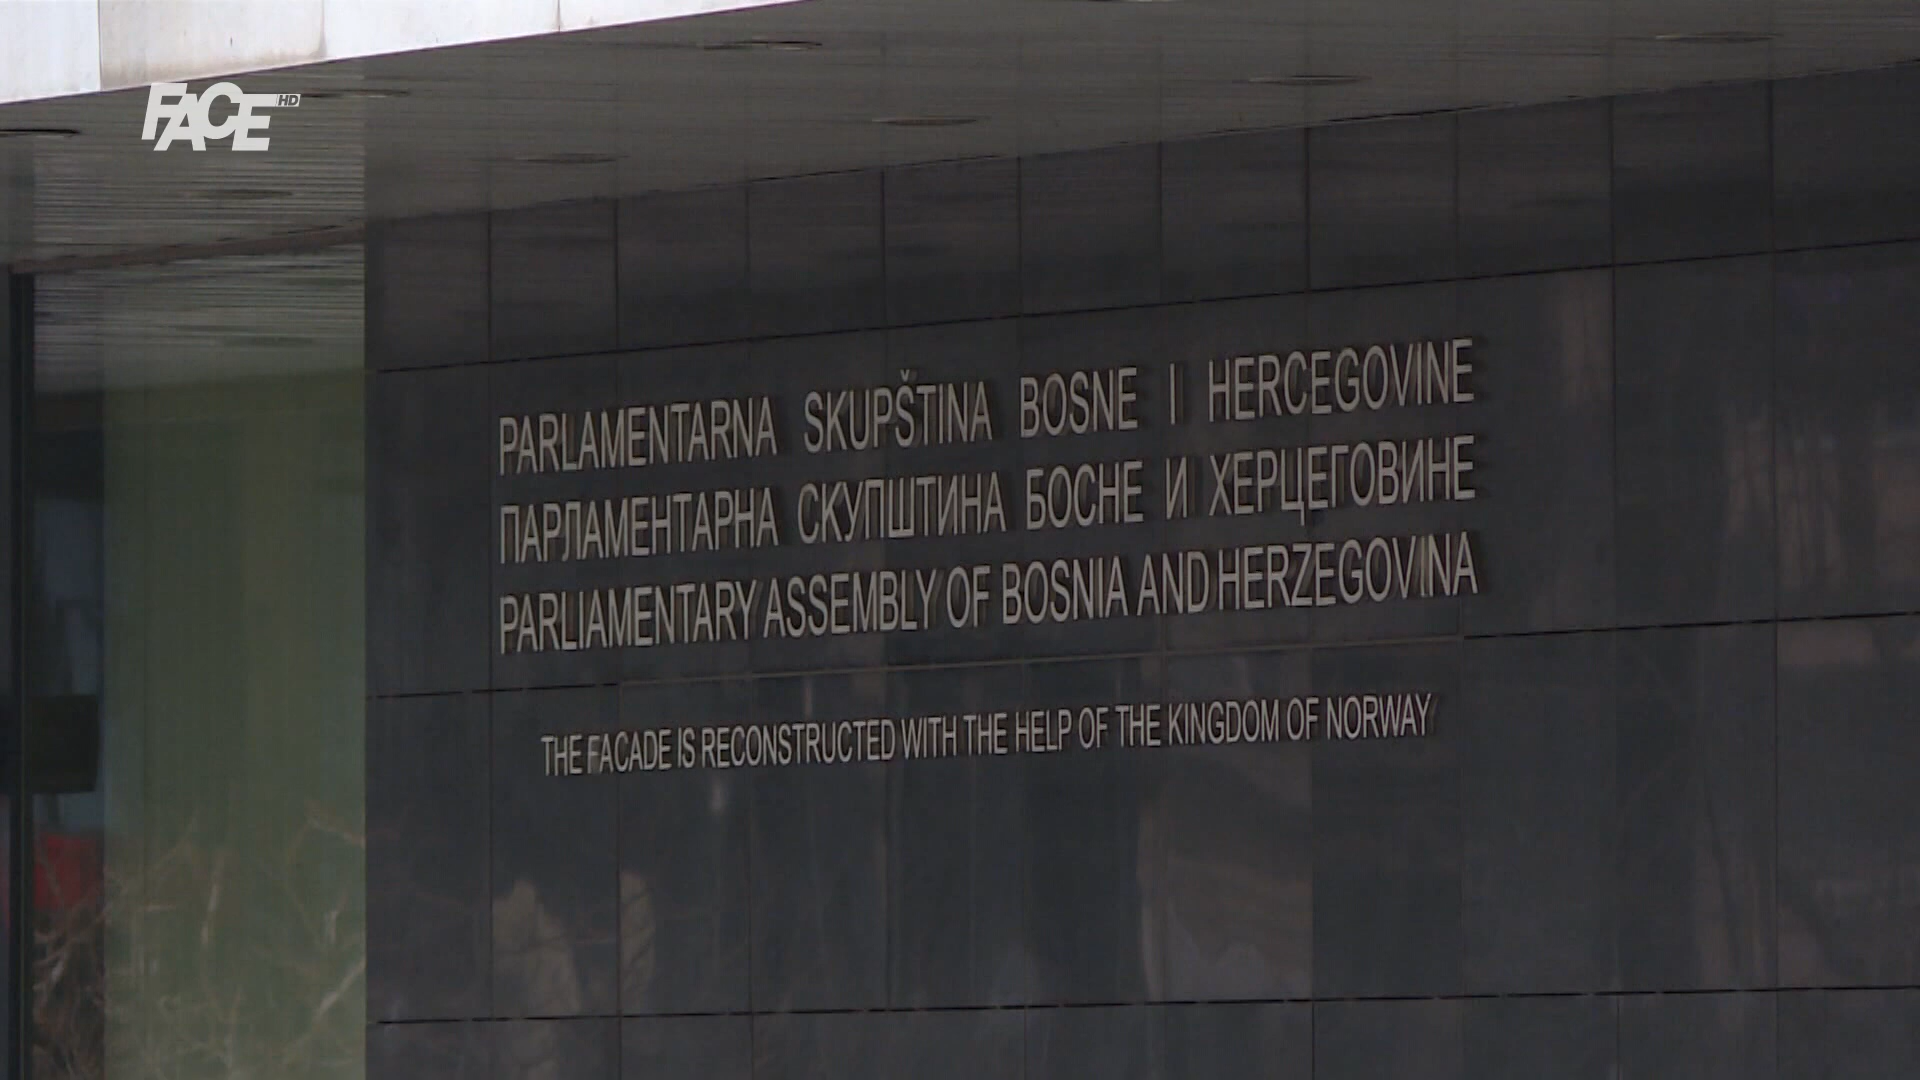 FACE HD
PARLAMENTARNA SKUPŠTINA BOSNE I HERCEGOVINE
ПАРЛАМЕНТАРНА СКУПШТИНА БОСНЕ И ХЕРЦЕГОВИНЕ
PARLIAMENTARY ASSEMBLY OF BOSNIA AND HERZEGOVINA
THE FACADE IS RECONSTRUCTED WITH THE HELP OF THE KINGDOM OF NORWAY